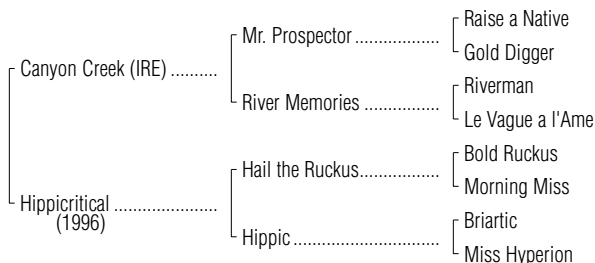 Raise a Native
Mr. Prospector ..................
Gold Digger
Canyon Creek (IRE) ..........
Riverman
River Memories ................
Le Vague a l'Ame
Bold Ruckus
Hail the Ruckus.................
Morning Miss
Hippicritical ......................
(1996)
Briartic
Hippic...............................
Miss Hyperion